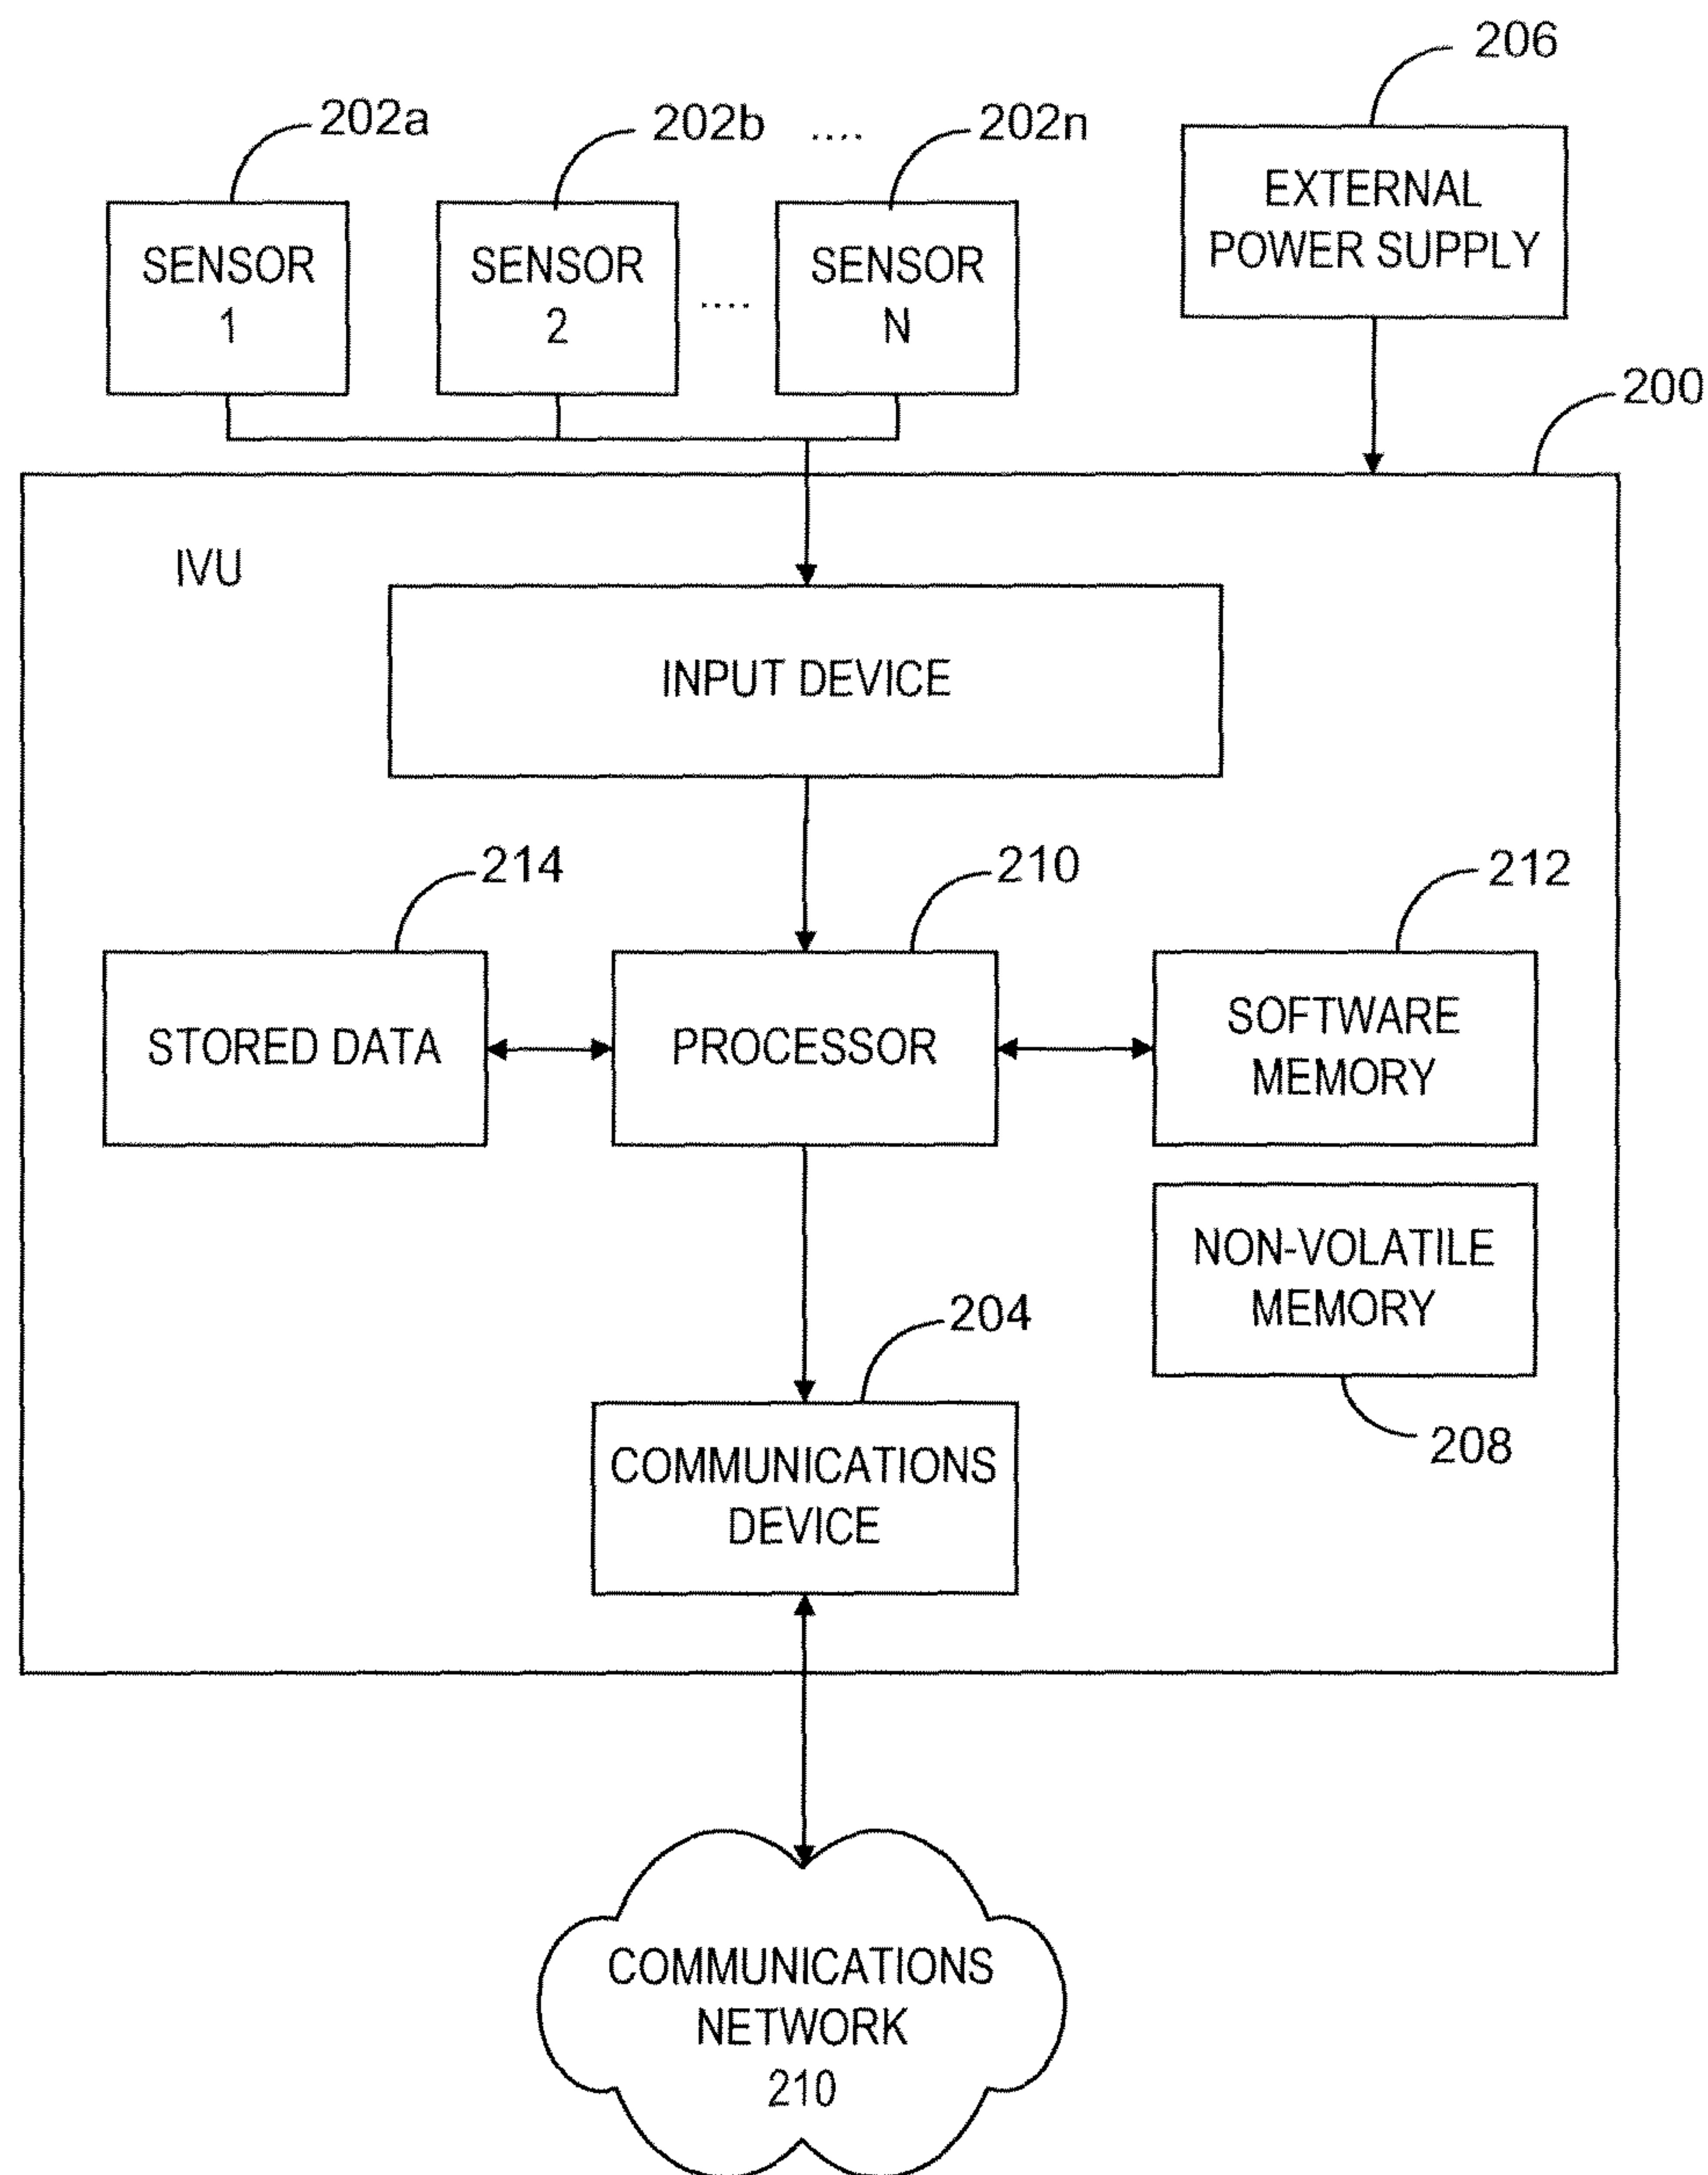 206
202a
202b
....
202n
EXTERNAL
POWER SUPPLY
SENSOR
1
SENSOR
2
....
SENSOR
N
200
IVU
INPUT DEVICE
214
210
212
STORED DATA
PROCESSOR
SOFTWARE
MEMORY
NON-VOLATILE
MEMORY
204
208
COMMUNICATIONS
DEVICE
COMMUNICATIONS
NETWORK
210